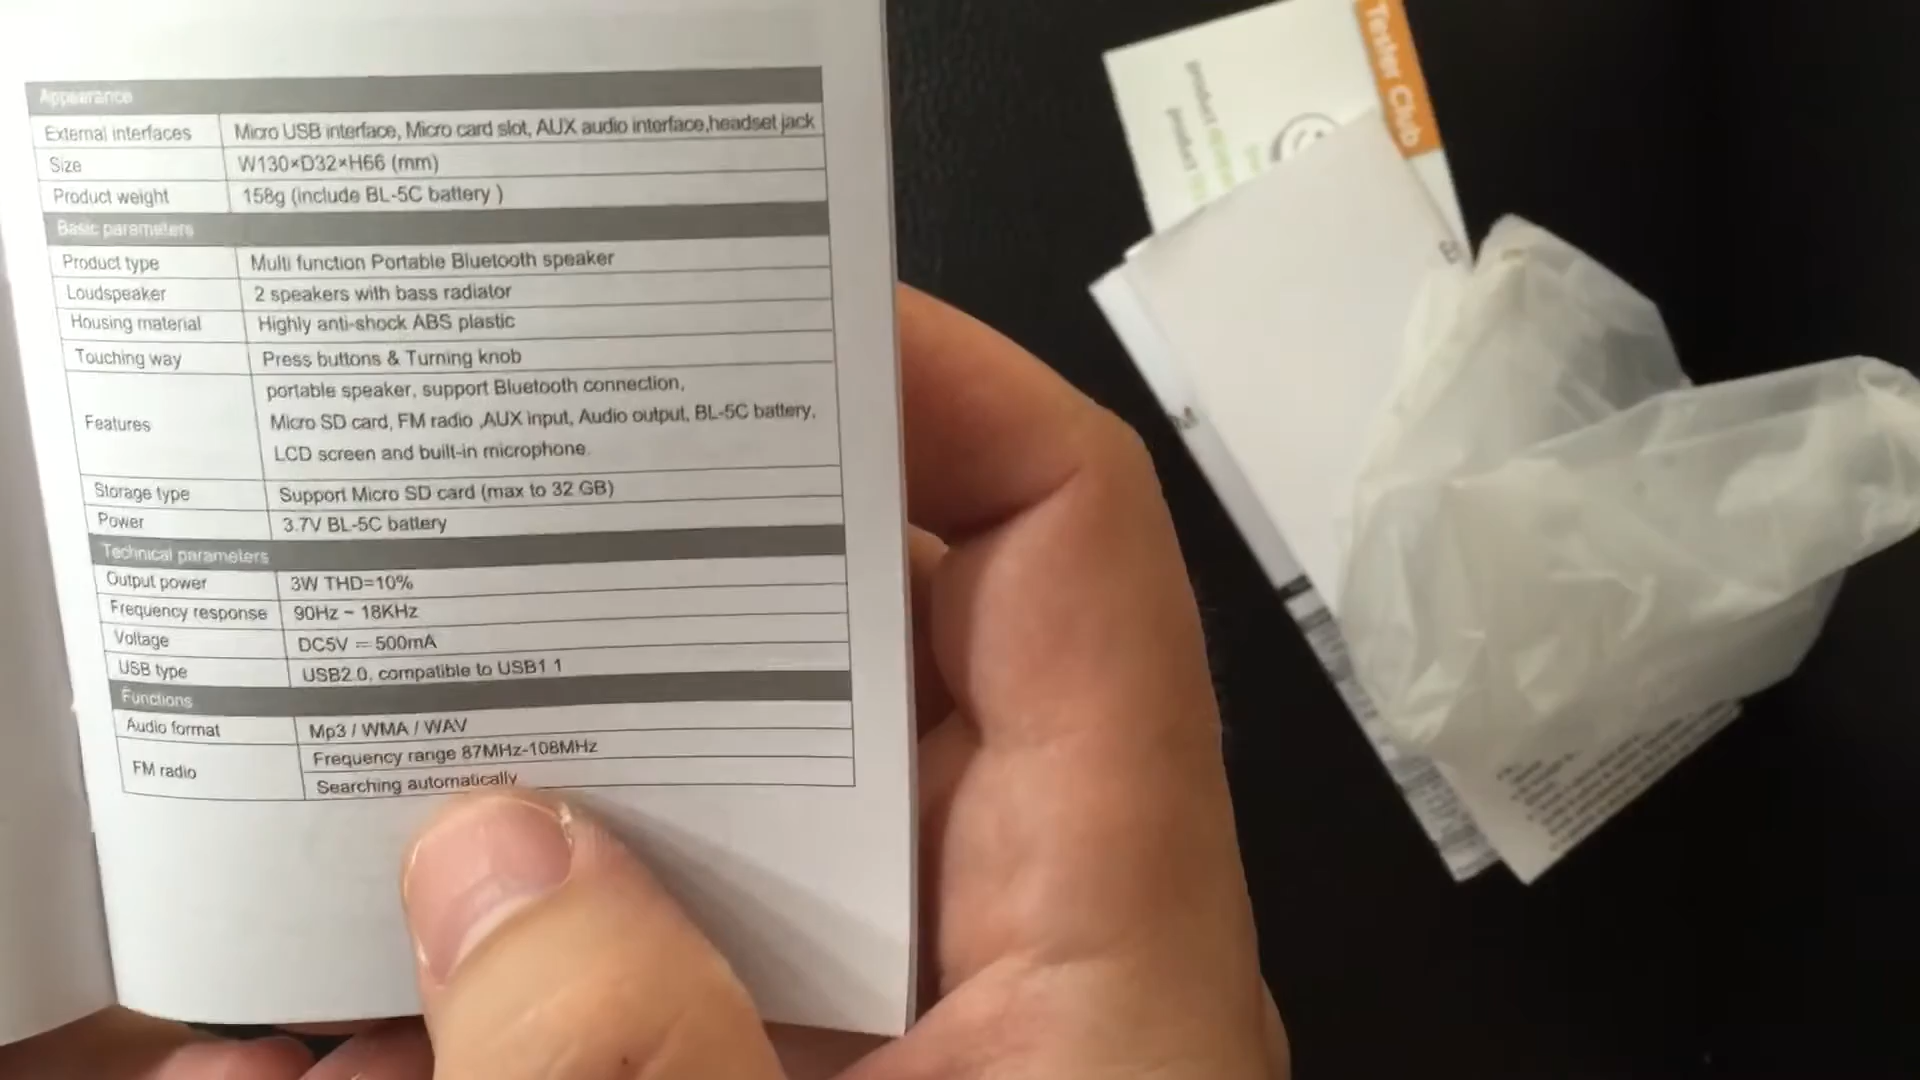 Appearance
External interfaces Micro USB interface, Micro card slot, AUX audio interface,headset jack
Size W130×D32×H66 (mm)
Product weight 158g (include BL-5C battery )
Basic parameters
Product type Multi function Portable Bluetooth speaker
Loudspeaker 2 speakers with bass radiator
Housing material Highly anti-shock ABS plastic
Touching way Press buttons & Turning knob
Features portable speaker, support Bluetooth connection,
Micro SD card, FM radio ,AUX input, Audio output, BL-5C battery,
LCD screen and built-in microphone.
Storage type Support Micro SD card (max to 32 GB)
Power 3.7V BL-5C battery
Technical parameters
Output power 3W THD=10%
Frequency response 90Hz ~ 18KHz
Voltage DC5V ⎓ 500mA
USB type USB2.0, compatible to USB1 1
Functions
Audio format Mp3 / WMA / WAV
FM radio Frequency range 87MHz-108MHz
Searching automatically
Tester Club
product
product